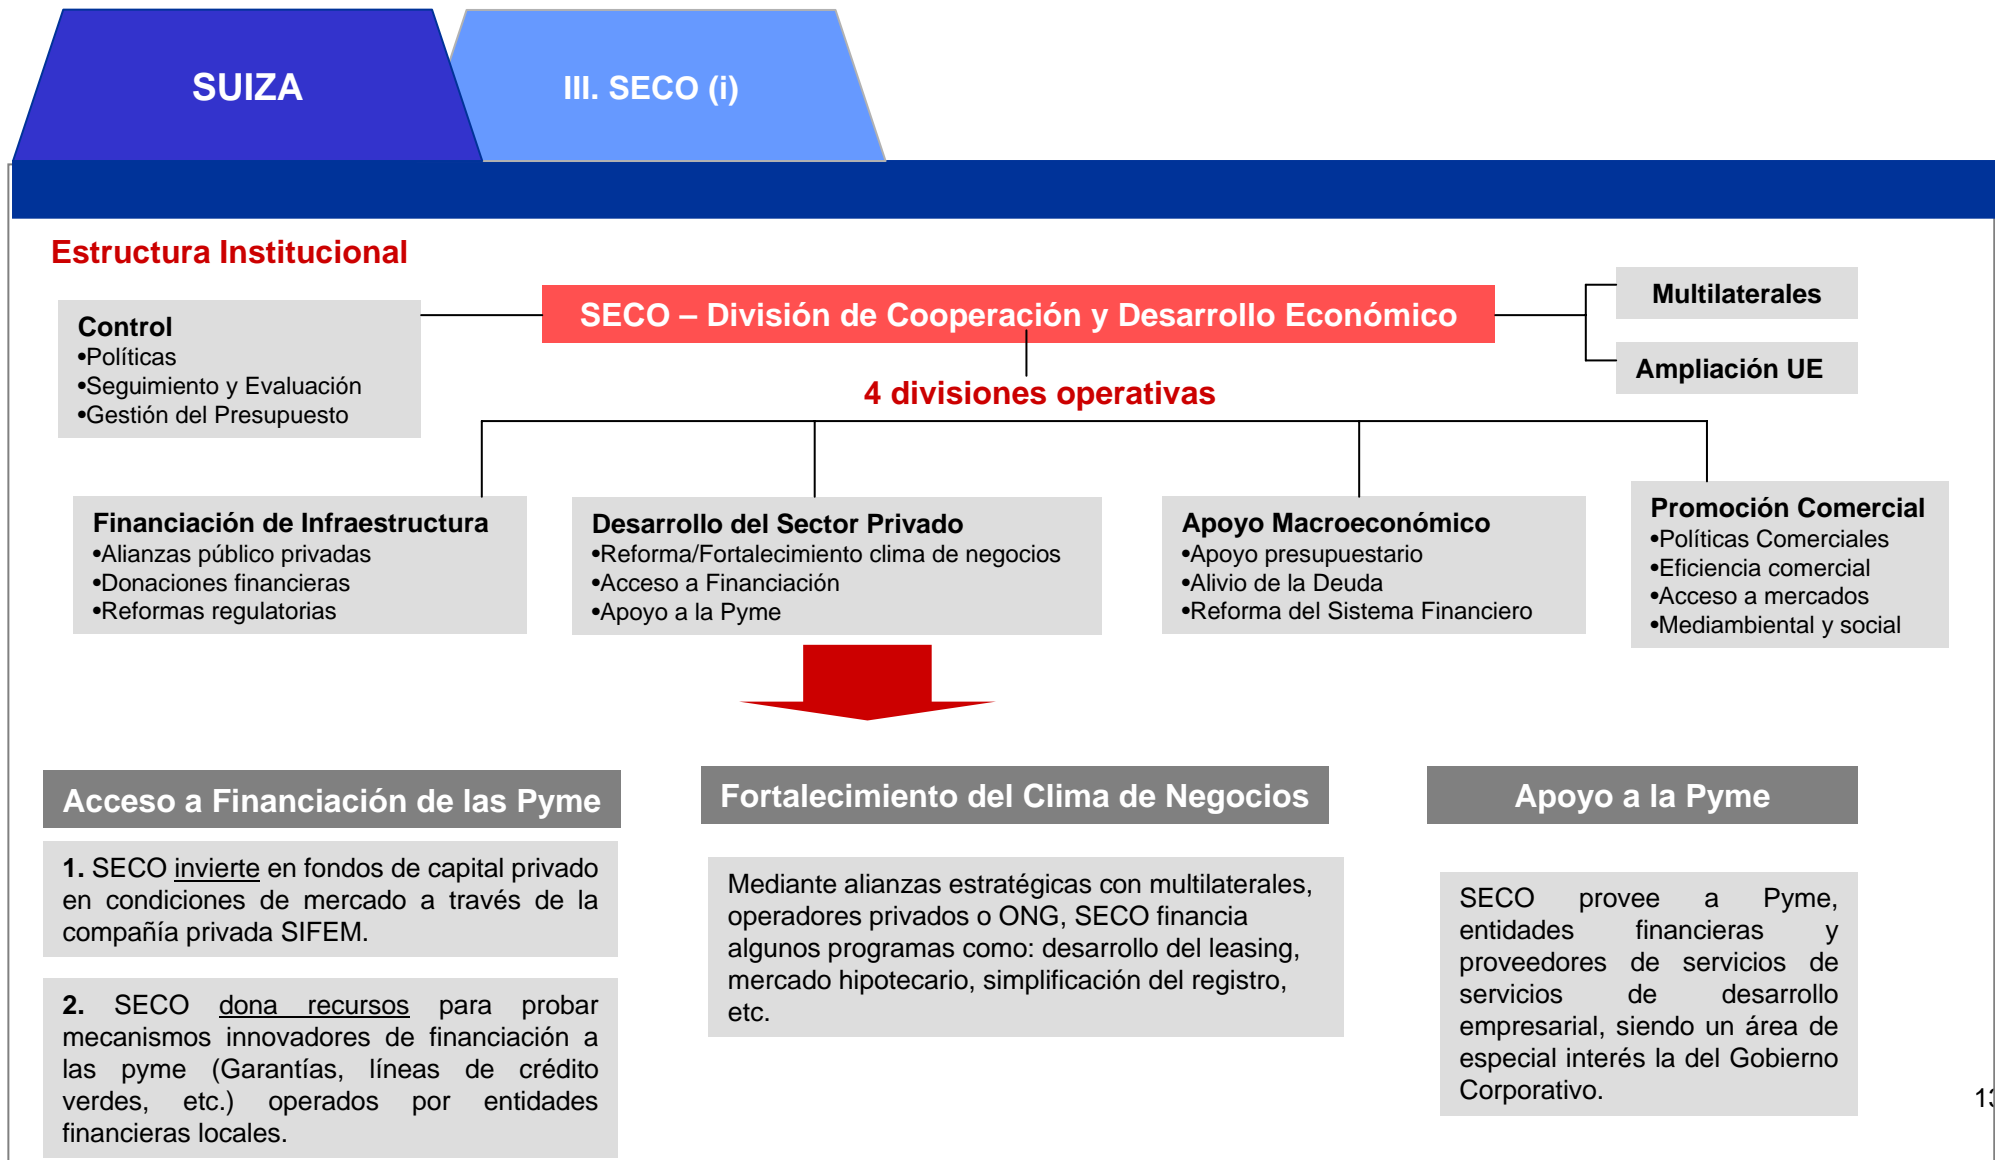 SUIZA
III. SECO (i)
Estructura Institucional
SECO – División de Cooperación y Desarrollo Económico
Multilaterales
Ampliación UE
Control
•Políticas
•Seguimiento y Evaluación
•Gestión del Presupuesto
4 divisiones operativas
Financiación de Infraestructura
•Alianzas público privadas
•Donaciones financieras
•Reformas regulatorias
Desarrollo del Sector Privado
•Reforma/Fortalecimiento clima de negocios
•Acceso a Financiación
•Apoyo a la Pyme
Apoyo Macroeconómico
•Apoyo presupuestario
•Alivio de la Deuda
•Reforma del Sistema Financiero
Promoción Comercial
•Políticas Comerciales
•Eficiencia comercial
•Acceso a mercados
•Mediambiental y social
Acceso a Financiación de las Pyme
1. SECO invierte en fondos de capital privado
en condiciones de mercado a través de la
compañía privada SIFEM.
2. SECO dona recursos para probar
mecanismos innovadores de financiación a
las pyme (Garantías, líneas de crédito
verdes, etc.) operados por entidades
financieras locales.
Fortalecimiento del Clima de Negocios
Mediante alianzas estratégicas con multilaterales,
operadores privados o ONG, SECO financia
algunos programas como: desarrollo del leasing,
mercado hipotecario, simplificación del registro,
etc.
Apoyo a la Pyme
SECO provee a Pyme,
entidades financieras y
proveedores de servicios de
servicios de desarrollo
empresarial, siendo un área de
especial interés la del Gobierno
Corporativo.